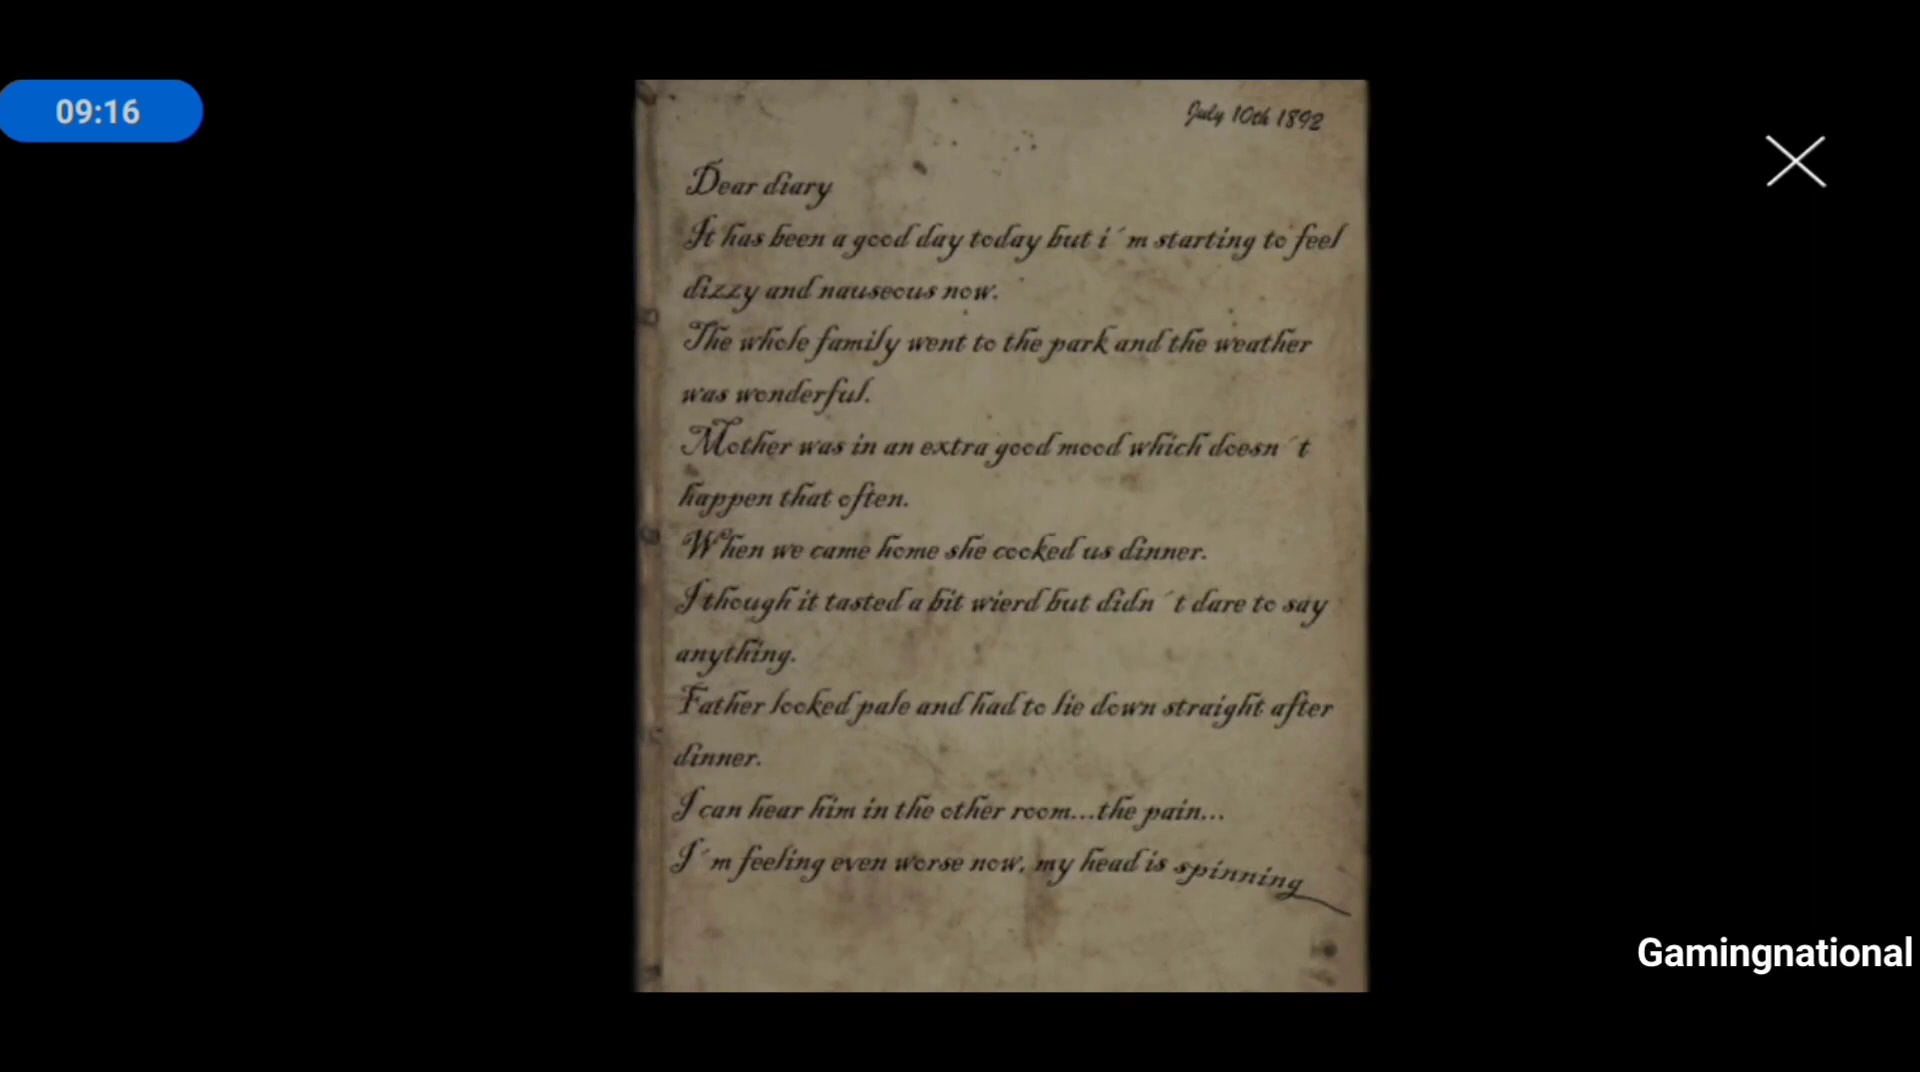 09:16
July 10th 1892
Dear diary
It has been a good day today but i´m starting to feel
dizzy and nauseous now.
The whole family went to the park and the weather
was wonderful.
Mother was in an extra good mood which doesn´t
happen that often.
When we came home she cooked us dinner.
I though it tasted a bit wierd but didn´t dare to say
anything.
Father looked pale and had to lie down straight after
dinner.
I can hear him in the other room...the pain...
I´m feeling even worse now, my head is spinning
Gamingnational